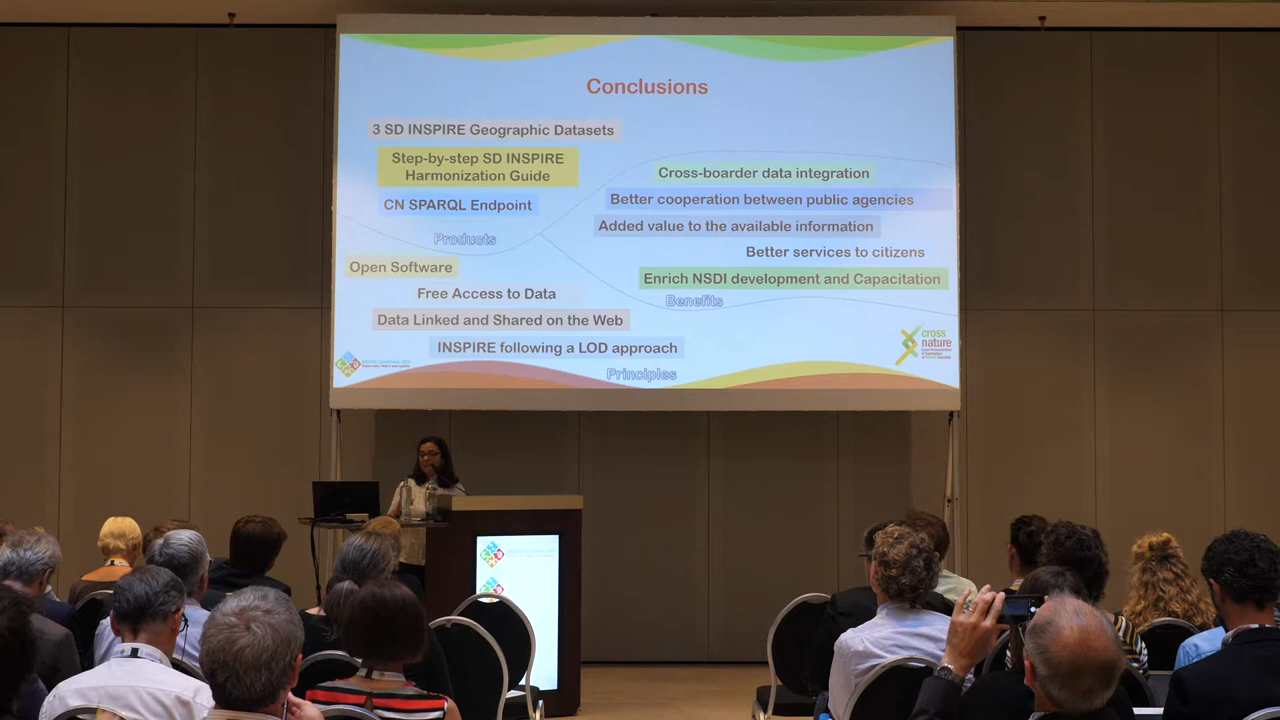 Conclusions
3 SD INSPIRE Geographic Datasets
Step-by-step SD INSPIRE
Harmonization Guide
CN SPARQL Endpoint
Products
Cross-boarder data integration
Better cooperation between public agencies
Added value to the available information
Better services to citizens
Enrich NSDI development and Capacitation
Benefits
Open Software
Free Access to Data
Data Linked and Shared on the Web
INSPIRE following a LOD approach
Principles
cross
nature